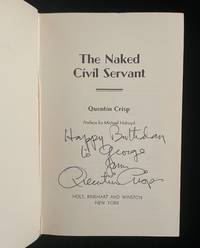 The Naked
Civil Servant
Quentin Crisp
Preface by Michael Holroyd
Happy Birthday
to George
from
Quentin Crisp
HOLT, RINEHART AND WINSTON
NEW YORK